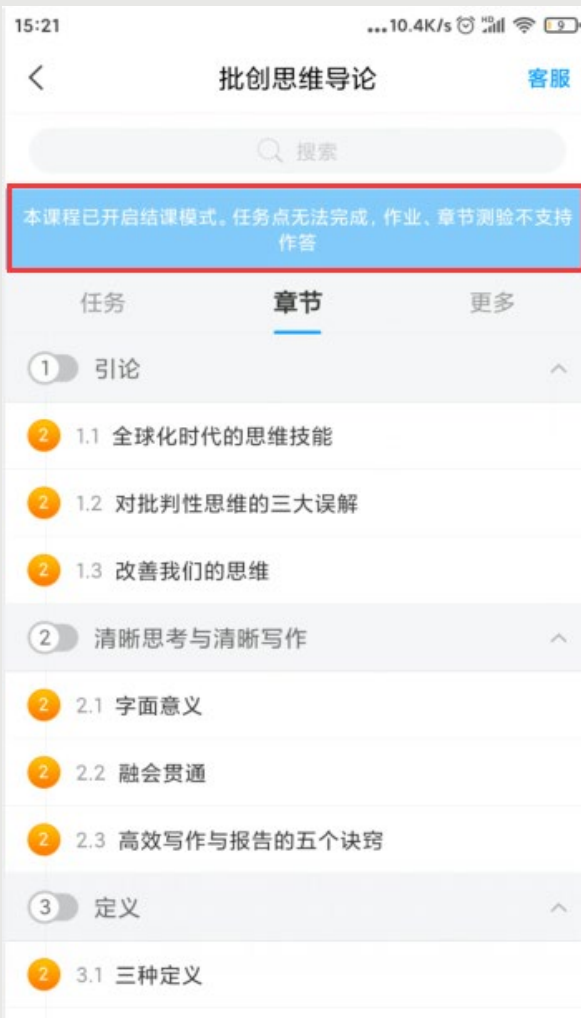 15:21 ...10.4K/s HD 9
批创思维导论 客服
搜索
本课程已开启结课模式。任务点无法完成，作业、章节测验不支持
作答
任务 章节 更多
1 引论
2 1.1 全球化时代的思维技能
2 1.2 对批判性思维的三大误解
2 1.3 改善我们的思维
2 清晰思考与清晰写作
2 2.1 字面意义
2 2.2 融会贯通
2 2.3 高效写作与报告的五个诀窍
3 定义
2 3.1 三种定义